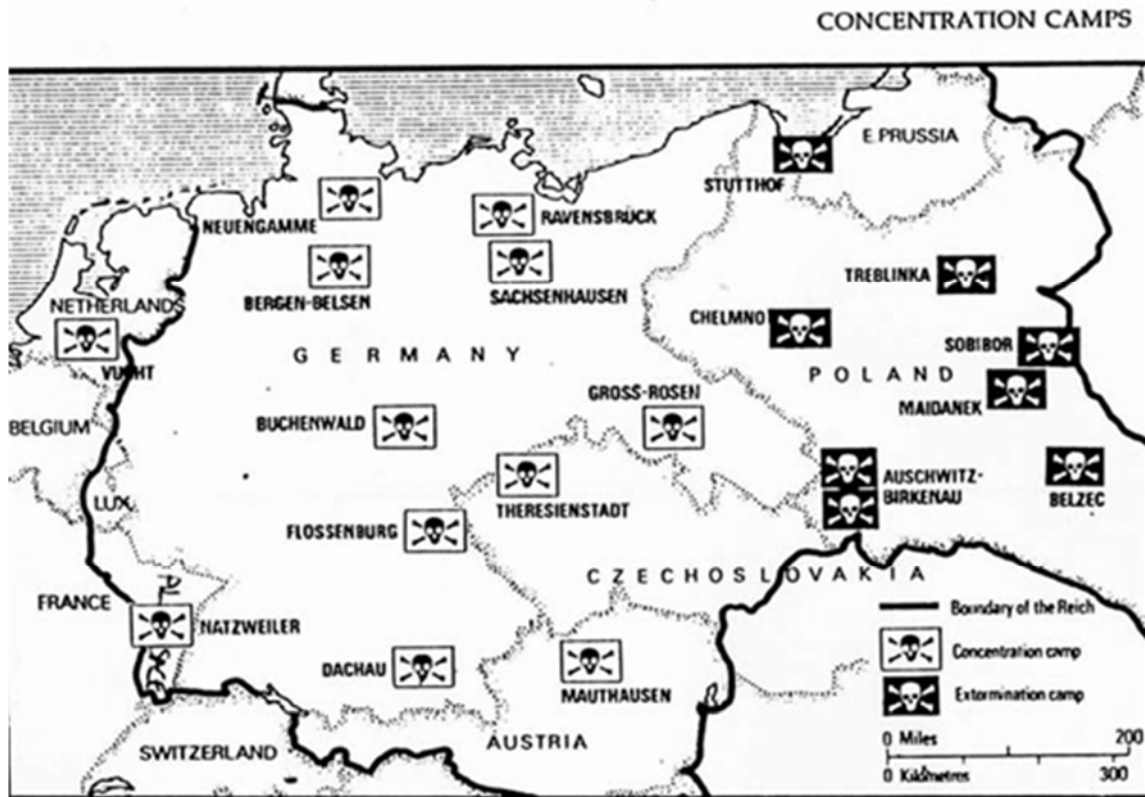 CONCENTRATION CAMPS
E. PRUSSIA
STUTTHOF
NEUENGAMME
RAVENSBRÜCK
BERGEN-BELSEN
SACHSENHAUSEN
TREBLINKA
NETHERLANDS
CHELMNO
SOBIBOR
VUGHT
GERMANY
POLAND
GROSS-ROSEN
MAIDANEK
BUCHENWALD
BELGIUM
AUSCHWITZ-
BIRKENAU
BELZEC
LUX.
THERESIENSTADT
FLOSSENBURG
CZECHOSLOVAKIA
FRANCE
Boundary of the Reich
NATZWEILER
Concentration camp
DACHAU
MAUTHAUSEN
Extermination camp
SWITZERLAND
AUSTRIA
0 Miles 200
0 Kilometres 300